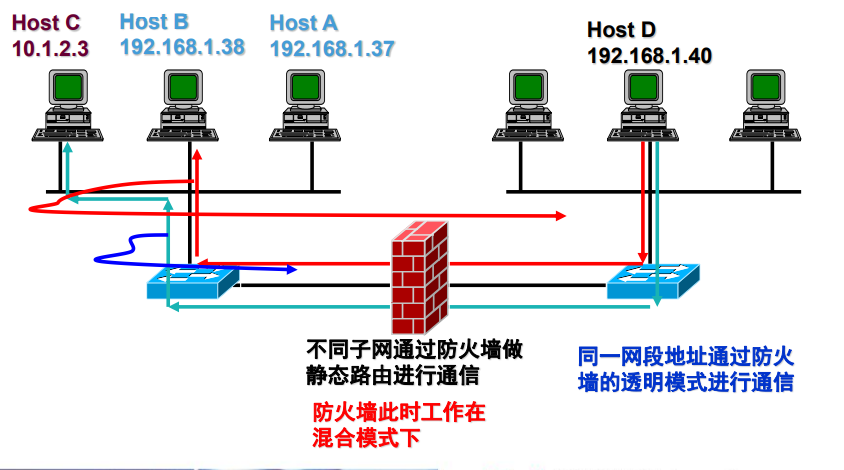 Host C
10.1.2.3
Host B
192.168.1.38
Host A
192.168.1.37
Host D
192.168.1.40
不同子网通过防火墙做
静态路由进行通信
防火墙此时工作在
混合模式下
同一网段地址通过防火
墙的透明模式进行通信